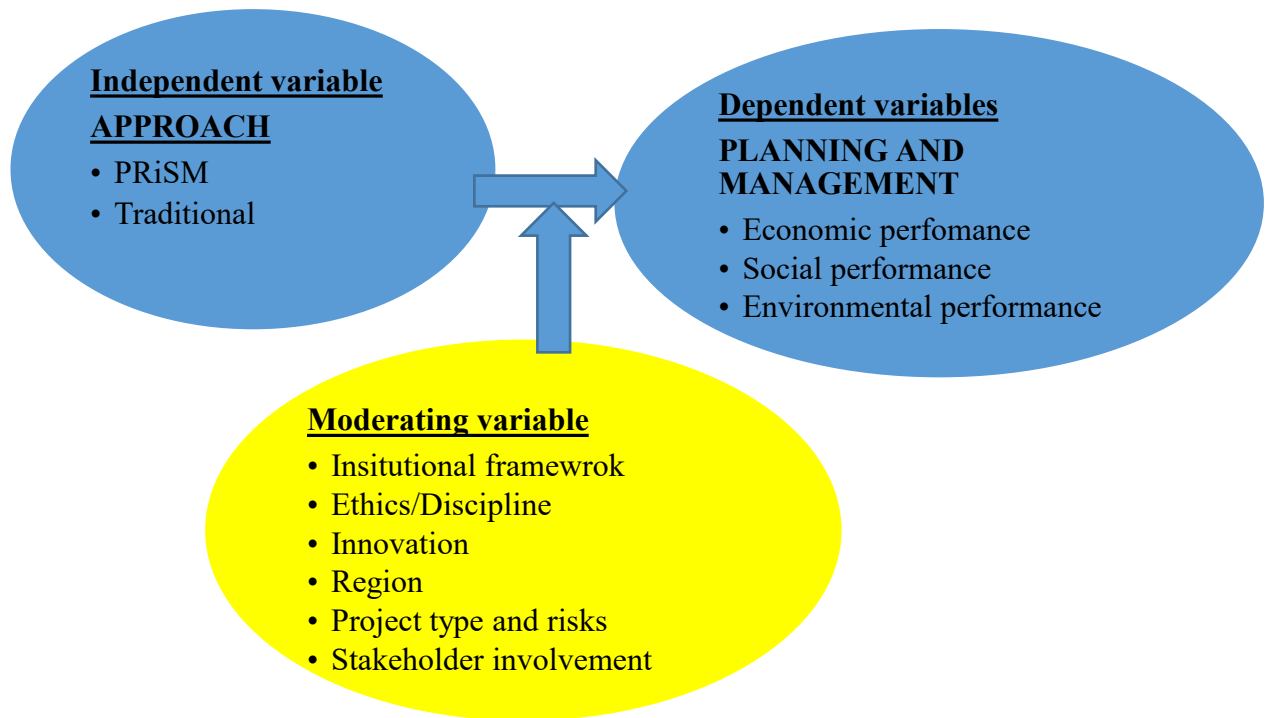 Independent variable
APPROACH
• PRiSM
• Traditional
Dependent variables
PLANNING AND
MANAGEMENT
• Economic perfomance
• Social performance
• Environmental performance
Moderating variable
• Insitutional framewrok
• Ethics/Discipline
• Innovation
• Region
• Project type and risks
• Stakeholder involvement